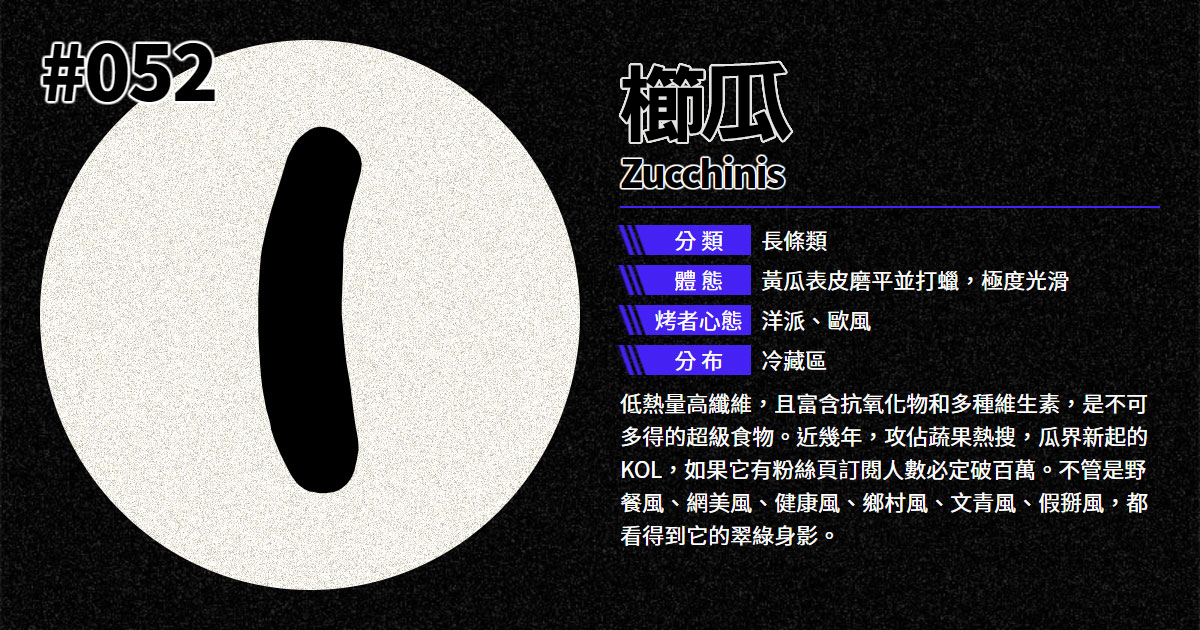 #052
櫛瓜
Zucchinis
分類 長條類
體態 黃瓜表皮磨平並打蠟，極度光滑
烤者心態 洋派、歐風
分布 冷藏區
低熱量高纖維，且富含抗氧化物和多種維生素，是不可
多得的超級食物。近幾年，攻佔蔬果熱搜，瓜界新起的
KOL，如果它有粉絲頁訂閱人數必定破百萬。不管是野
餐風、網美風、健康風、鄉村風、文青風、假掰風，都
看得到它的翠綠身影。